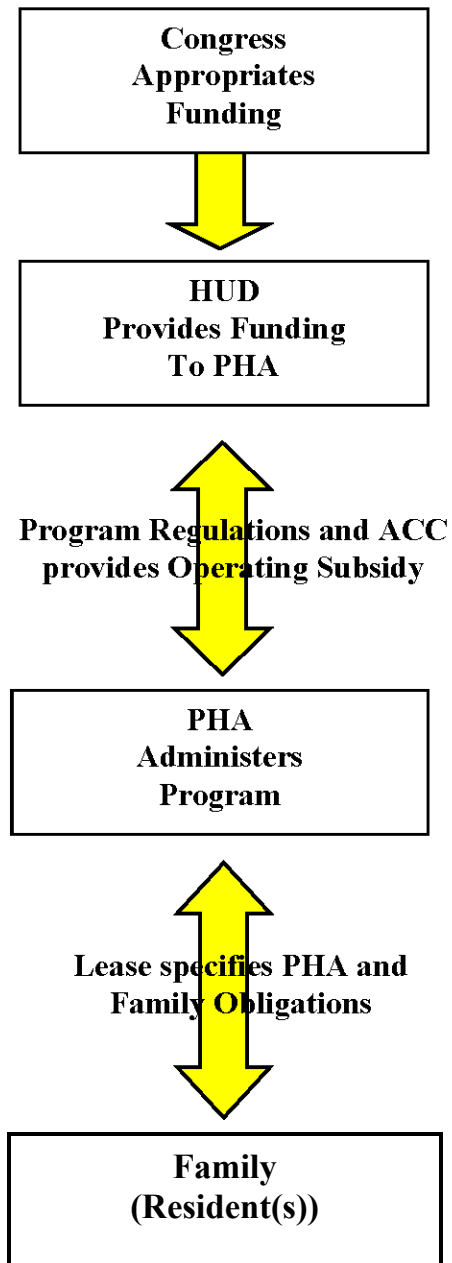 Congress
Appropriates
Funding
HUD
Provides Funding
To PHA
Program Regulations and ACC
provides Operating Subsidy
PHA
Administers
Program
Lease specifies PHA and
Family Obligations
Family
(Resident(s))